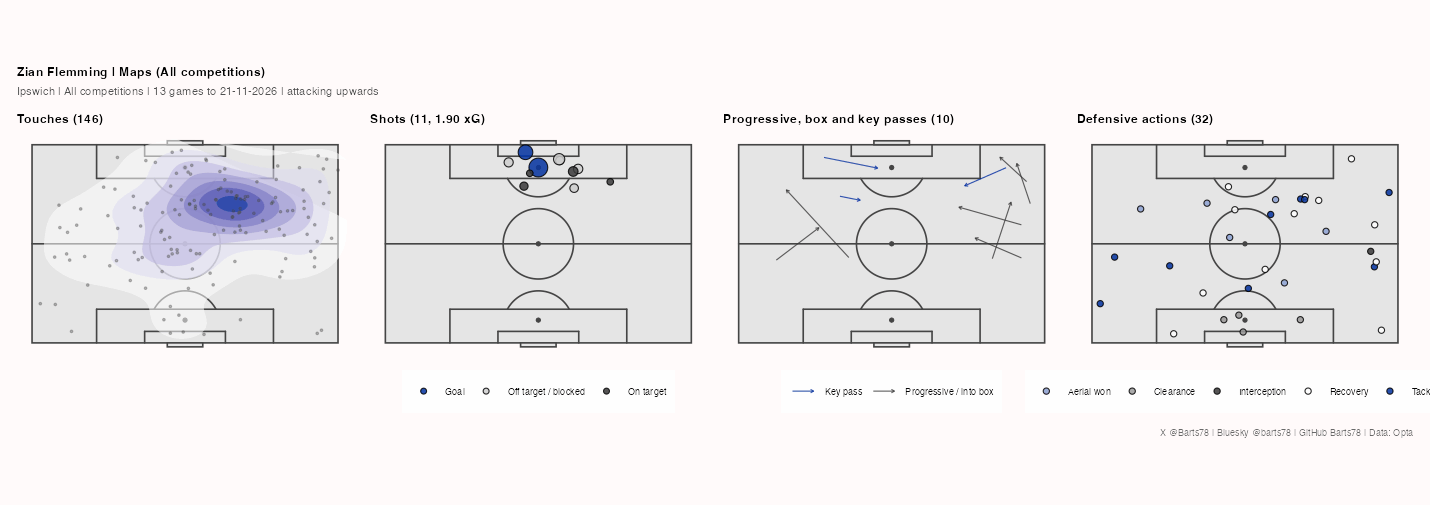 Zian Flemming | Maps (All competitions)
Ipswich | All competitions | 13 games to 21-11-2026 | attacking upwards
Touches (146)
Shots (11, 1.90 xG)
Progressive, box and key passes (10)
Defensive actions (32)
Goal
Off target / blocked
On target
Key pass
Progressive / Into box
Aerial won
Clearance
Interception
Recovery
Tack
X @Barts78 | Bluesky @barts78 | GitHub Barts78 | Data: Opta